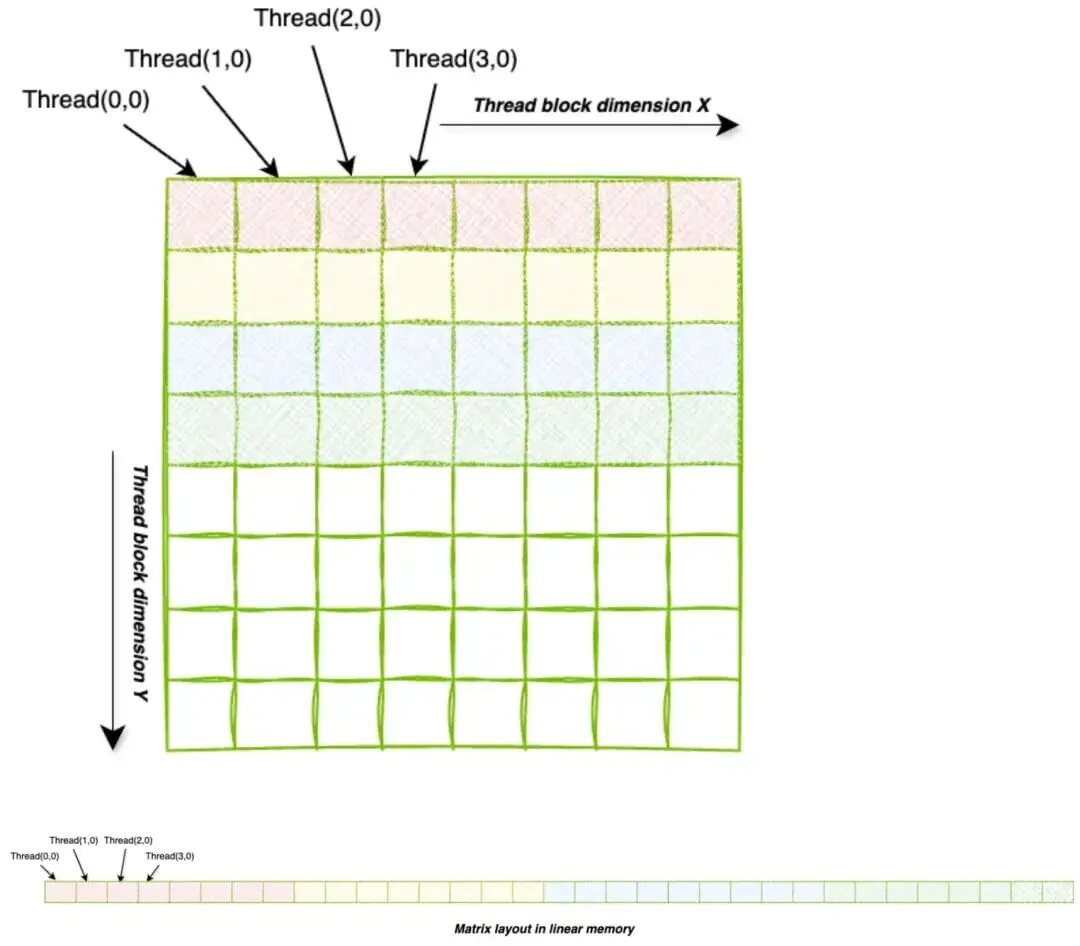 Thread(2,0)
Thread(1,0)
Thread(3,0)
Thread(0,0)
Thread block dimension X
Thread block dimension Y
Thread(1,0)
Thread(2,0)
Thread(0,0)
Thread(3,0)
Matrix layout in linear memory